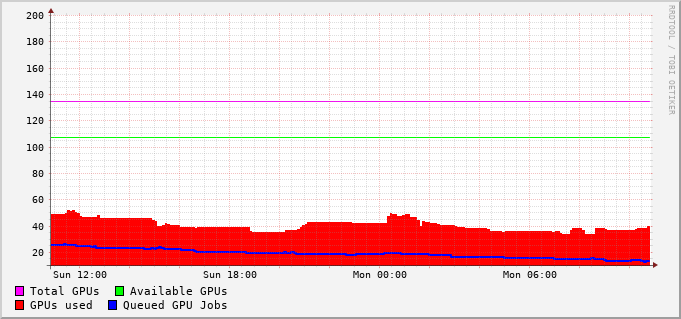 200
180
160
140
120
100
80
60
40
20
Sun 12:00 Sun 18:00 Mon 00:00 Mon 06:00
Total GPUs Available GPUs
GPUs used Queued GPU Jobs
RRDTOOL / TOBI OETIKER